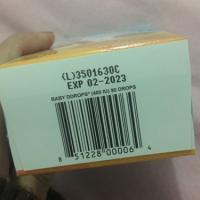 (L)3501630C
EXP 02-2023
BABY DDROPS® (400 IU) 90 DROPS
8 51228 00006 4